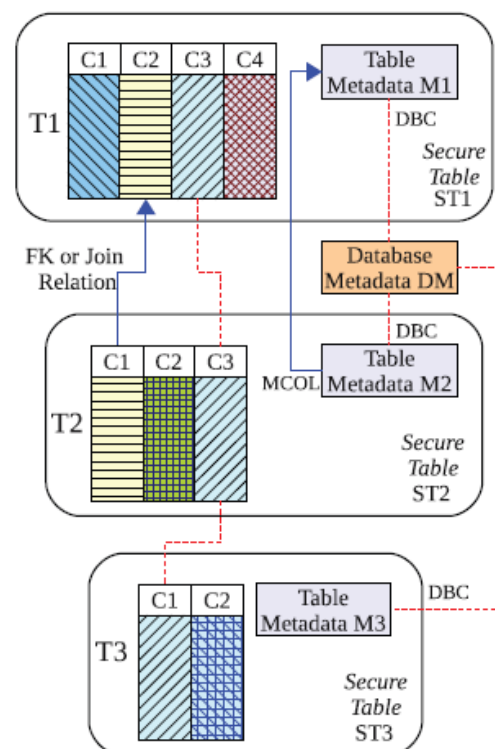 C1 C2 C3 C4
T1
Table
Metadata M1
DBC
Secure
Table
ST1
FK or Join
Relation
Database
Metadata DM
DBC
C1 C2 C3
T2
MCOL
Table
Metadata M2
Secure
Table
ST2
C1 C2
T3
Table
Metadata M3
DBC
Secure
Table
ST3